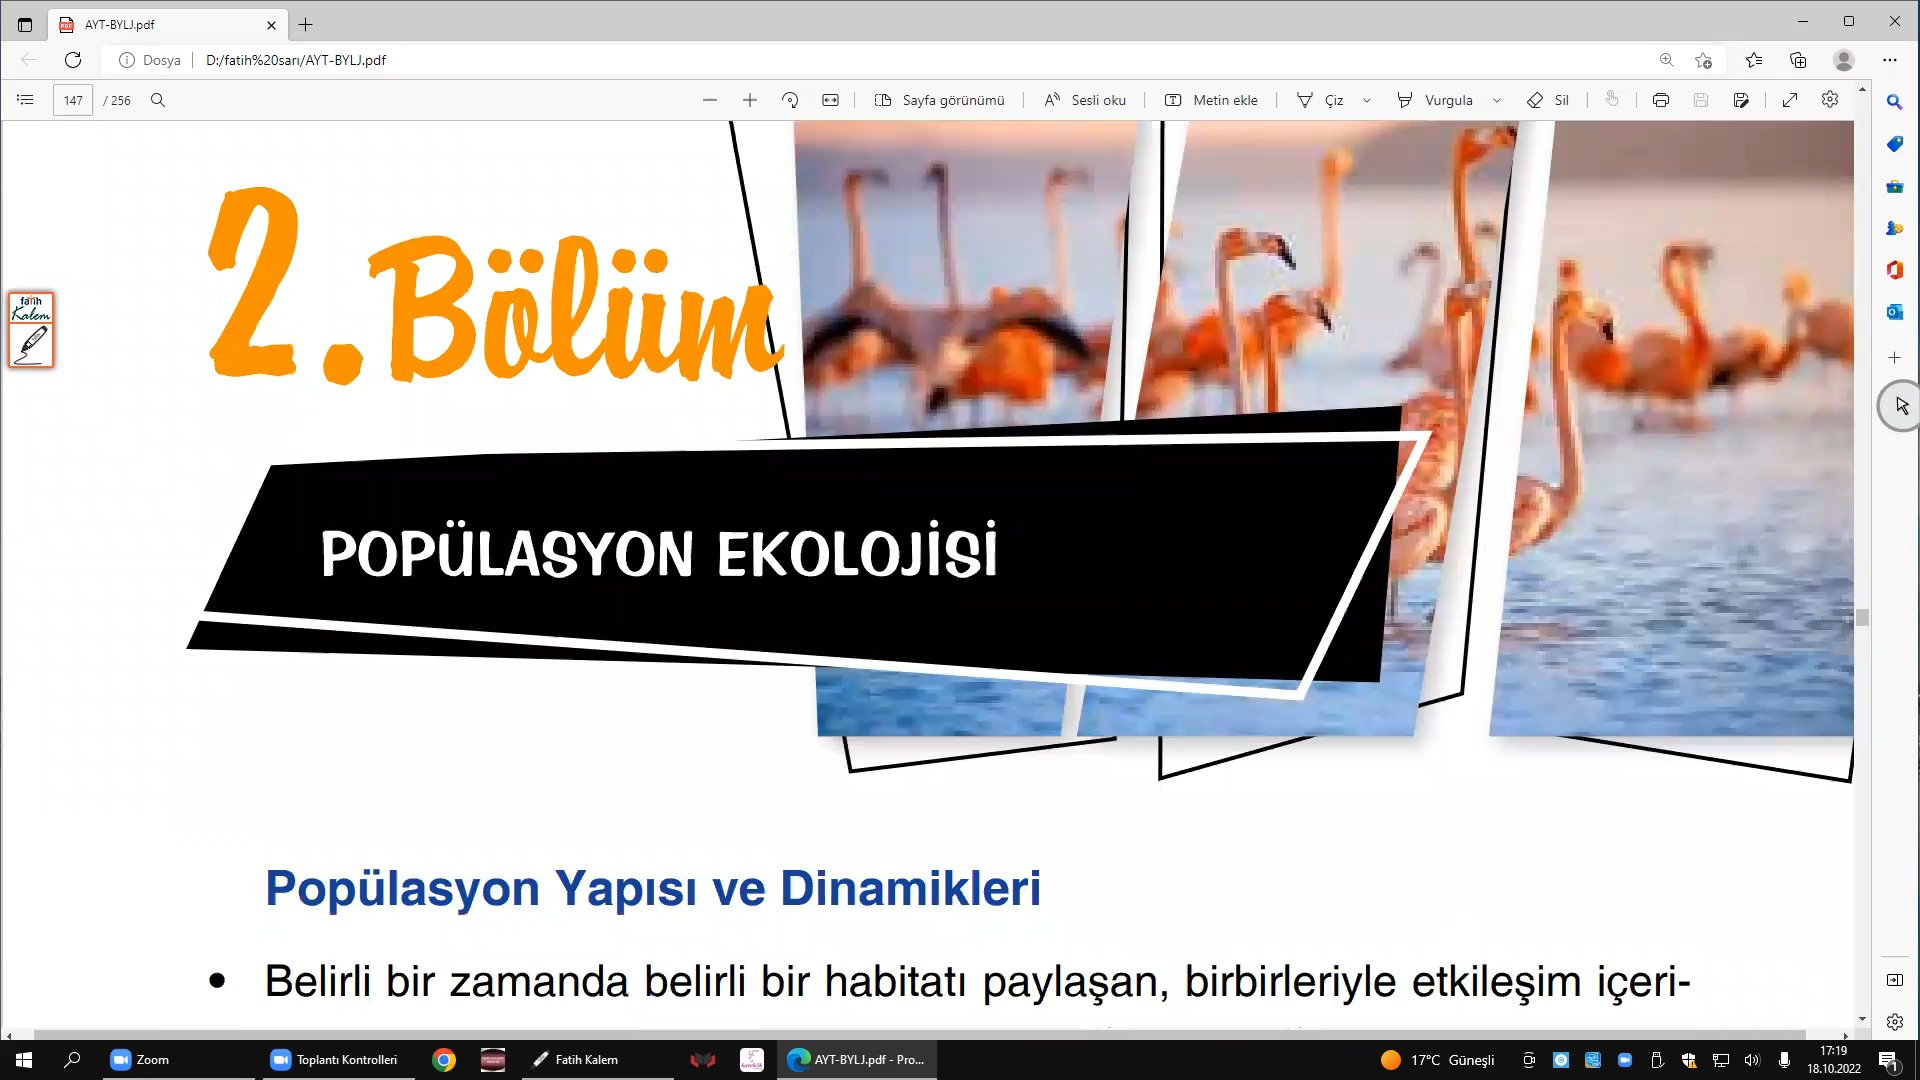 AYT-BYLJ.pdf
Dosya
D:/fatih%20sarı/AYT-BYLJ.pdf
147 / 256
Sayfa görünümü
Sesli oku
Metin ekle
Çiz
Vurgula
Sil
fatih
Kalem
2. Bölüm
POPÜLASYON EKOLOJİSİ
Popülasyon Yapısı ve Dinamikleri
• Belirli bir zamanda belirli bir habitatı paylaşan, birbirleriyle etkileşim içeri-
Zoom
Toplantı Kontrolleri
Fatih Kalem
AYT-BYLJ.pdf - Pro...
17°C Güneşli
17:19
18.10.2022
1